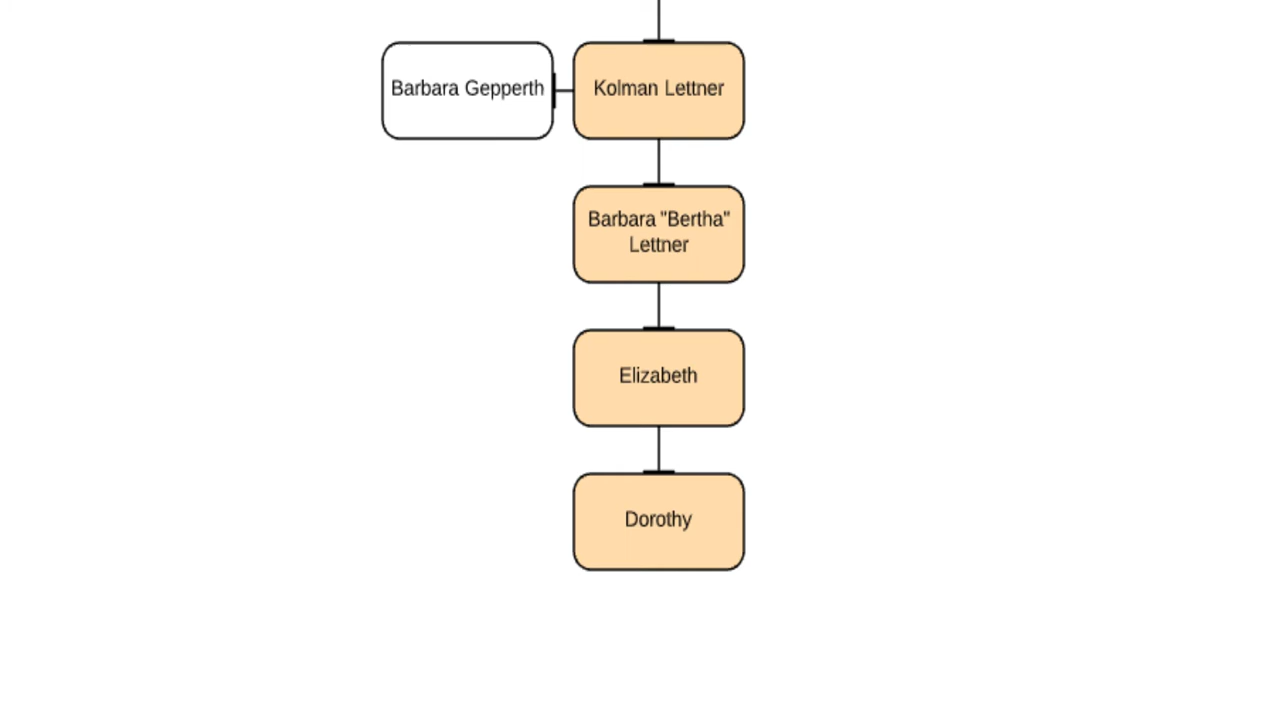 Barbara Gepperth
Kolman Lettner
Barbara "Bertha"
Lettner
Elizabeth
Dorothy